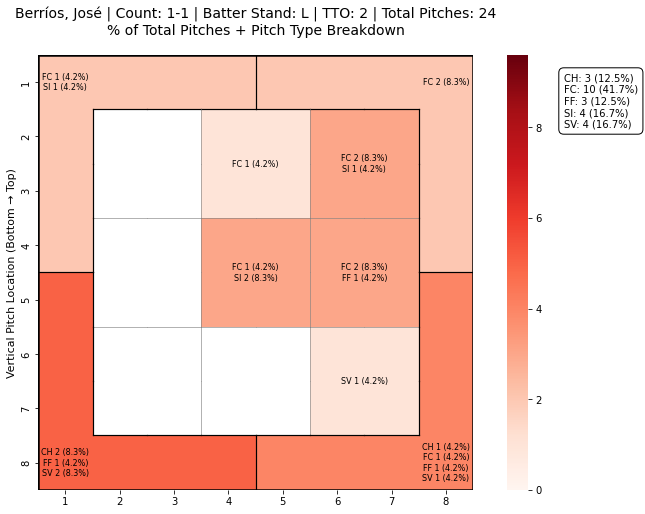 Berríos, José | Count: 1-1 | Batter Stand: L | TTO: 2 | Total Pitches: 24
% of Total Pitches + Pitch Type Breakdown
CH: 3 (12.5%)
FC: 10 (41.7%)
FF: 3 (12.5%)
SI: 4 (16.7%)
SV: 4 (16.7%)
FC 1 (4.2%)
SI 1 (4.2%)
FC 2 (8.3%)
FC 1 (4.2%)
FC 2 (8.3%)
SI 1 (4.2%)
FC 1 (4.2%)
SI 2 (8.3%)
FC 2 (8.3%)
FF 1 (4.2%)
SV 1 (4.2%)
CH 2 (8.3%)
FF 1 (4.2%)
SV 2 (8.3%)
CH 1 (4.2%)
FC 1 (4.2%)
FF 1 (4.2%)
SV 1 (4.2%)
Vertical Pitch Location (Bottom → Top)
1
2
3
4
5
6
7
8
1 2 3 4 5 6 7 8
8
6
4
2
0